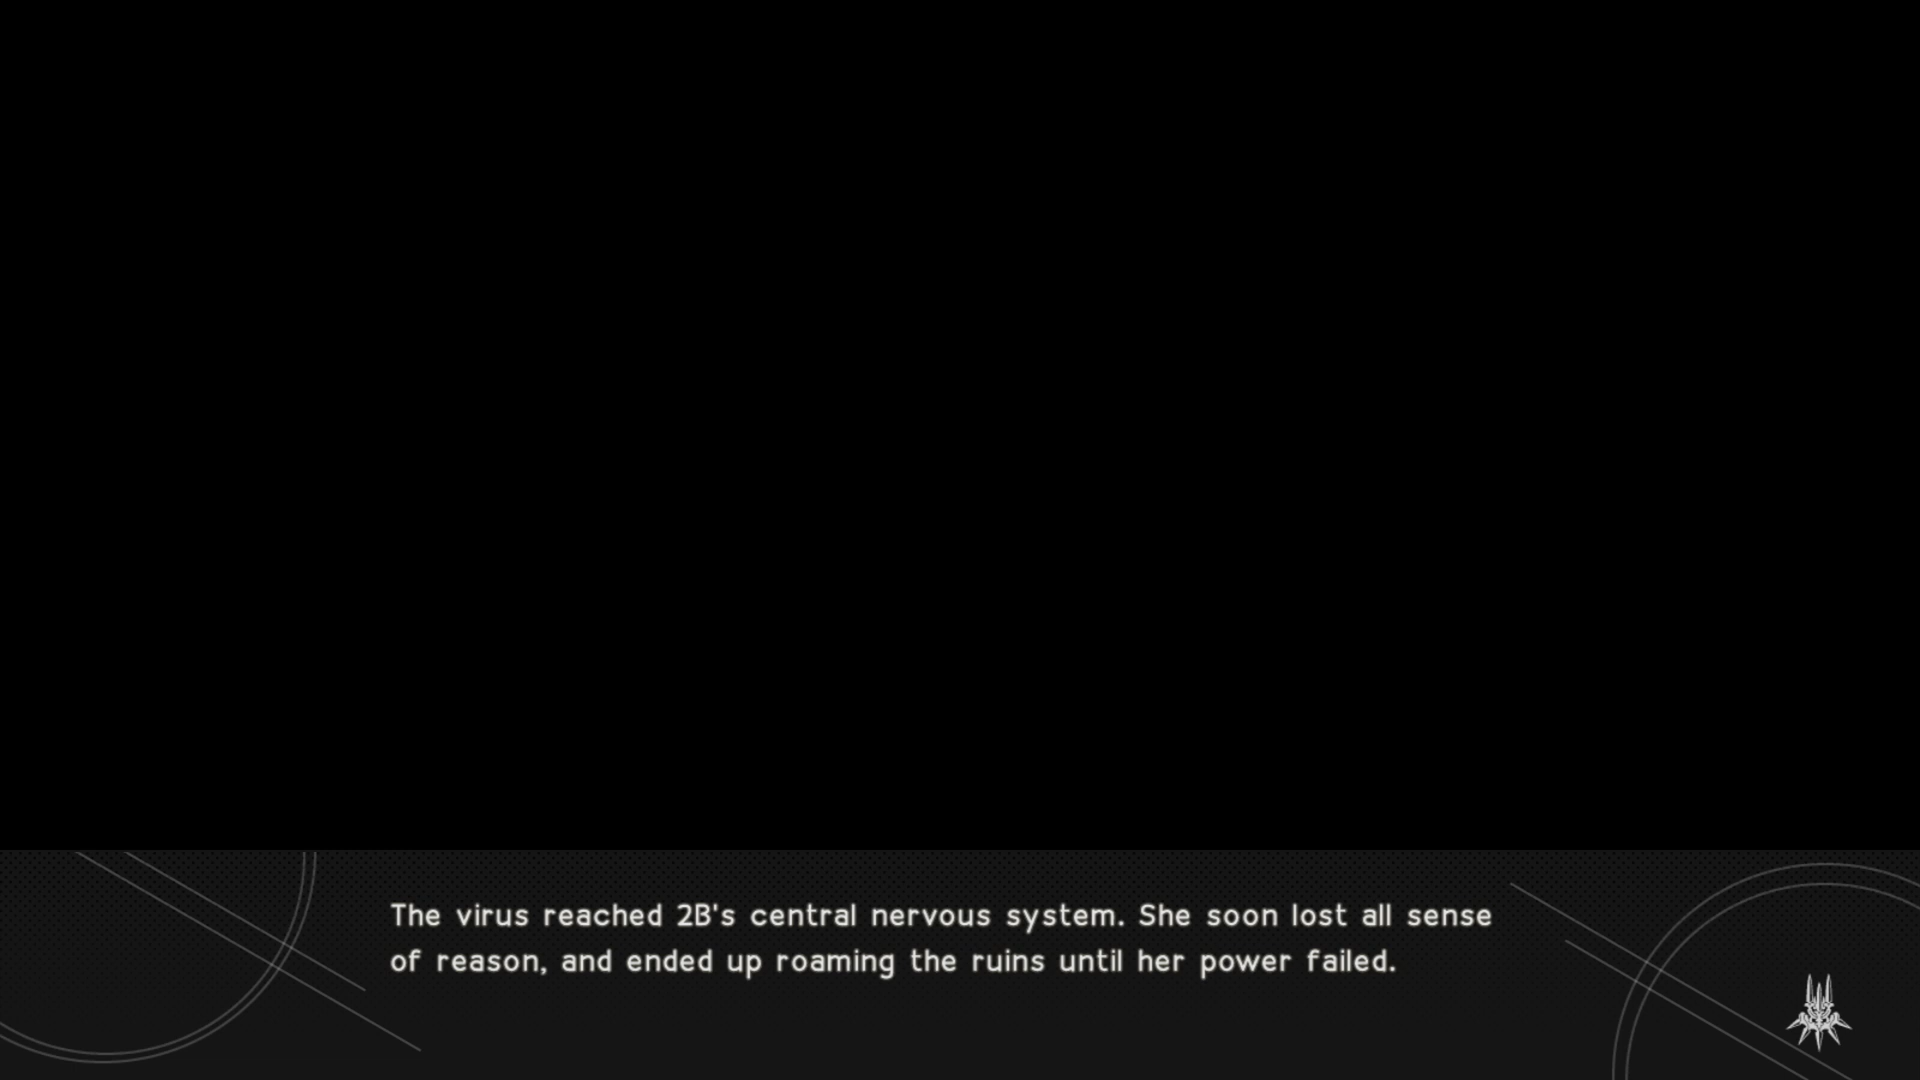 The virus reached 2B's central nervous system. She soon lost all sense
of reason, and ended up roaming the ruins until her power failed.